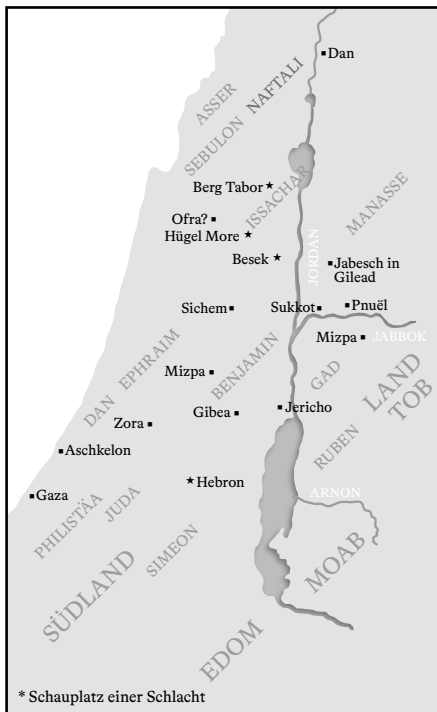 Dan
ASSER
NAFTALI
SEBULON
Berg Tabor
ISSACHAR
MANASSE
Ofra?
Hügel More
Besek
JORDAN
Jabesch in
Gilead
Sichem
Sukkot
Pnuël
Mizpa
JABBOK
DAN
EPHRAIM
BENJAMIN
GAD
LAND
TOB
Mizpa
Gibea
Jericho
Zora
Aschkelon
RUBEN
Hebron
Gaza
ARNON
PHILISTÄA
JUDA
SIMEON
MOAB
SÜDLAND
EDOM
* Schauplatz einer Schlacht